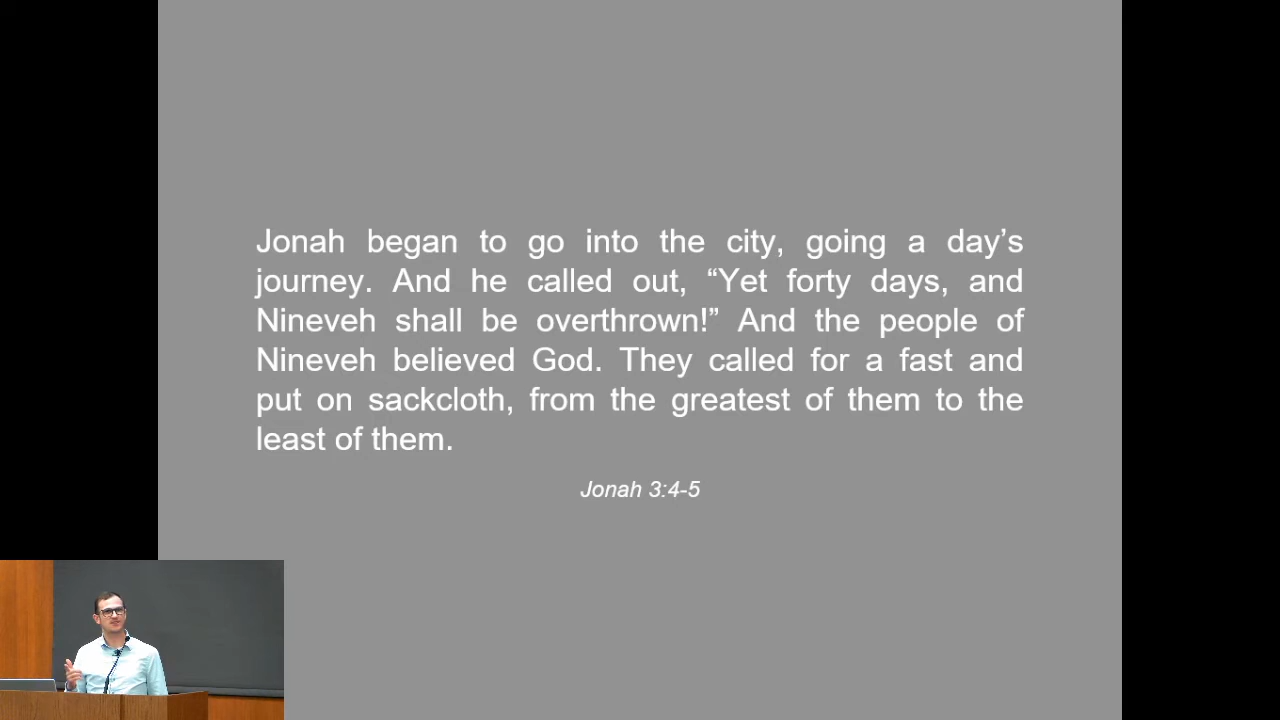 Jonah began to go into the city, going a day’s
journey. And he called out, “Yet forty days, and
Nineveh shall be overthrown!” And the people of
Nineveh believed God. They called for a fast and
put on sackcloth, from the greatest of them to the
least of them.
Jonah 3:4-5